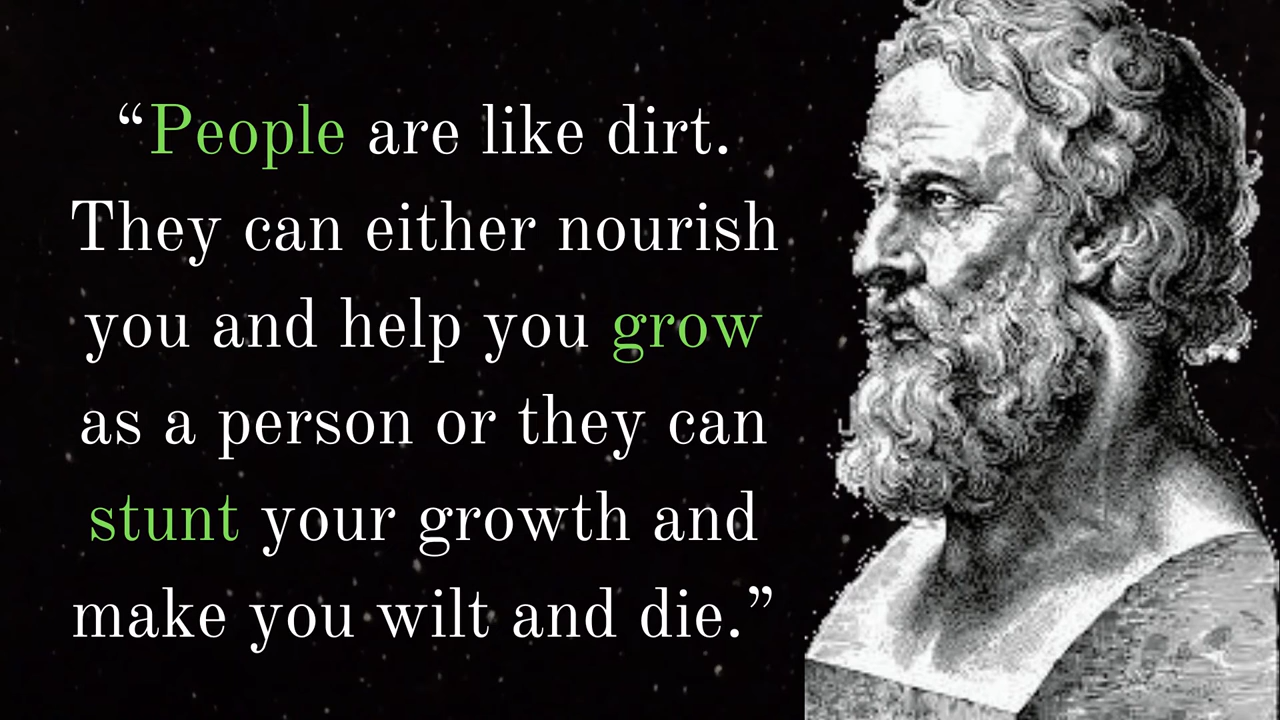 “People are like dirt.
They can either nourish
you and help you grow
as a person or they can
stunt your growth and
make you wilt and die.”